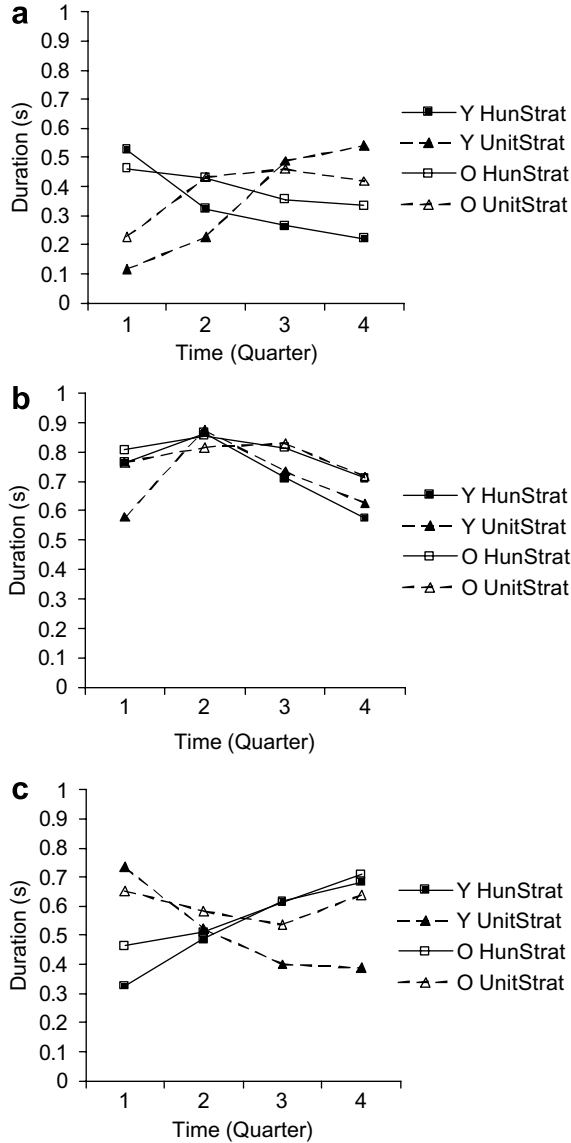 a
1
0.9
0.8
0.7
0.6
0.5
0.4
0.3
0.2
0.1
0
Duration (s)
1 2 3 4
Time (Quarter)
Y HunStrat
Y UnitStrat
O HunStrat
O UnitStrat
b
1
0.9
0.8
0.7
0.6
0.5
0.4
0.3
0.2
0.1
0
Duration (s)
1 2 3 4
Time (Quarter)
Y HunStrat
Y UnitStrat
O HunStrat
O UnitStrat
c
1
0.9
0.8
0.7
0.6
0.5
0.4
0.3
0.2
0.1
0
Duration (s)
1 2 3 4
Time (Quarter)
Y HunStrat
Y UnitStrat
O HunStrat
O UnitStrat